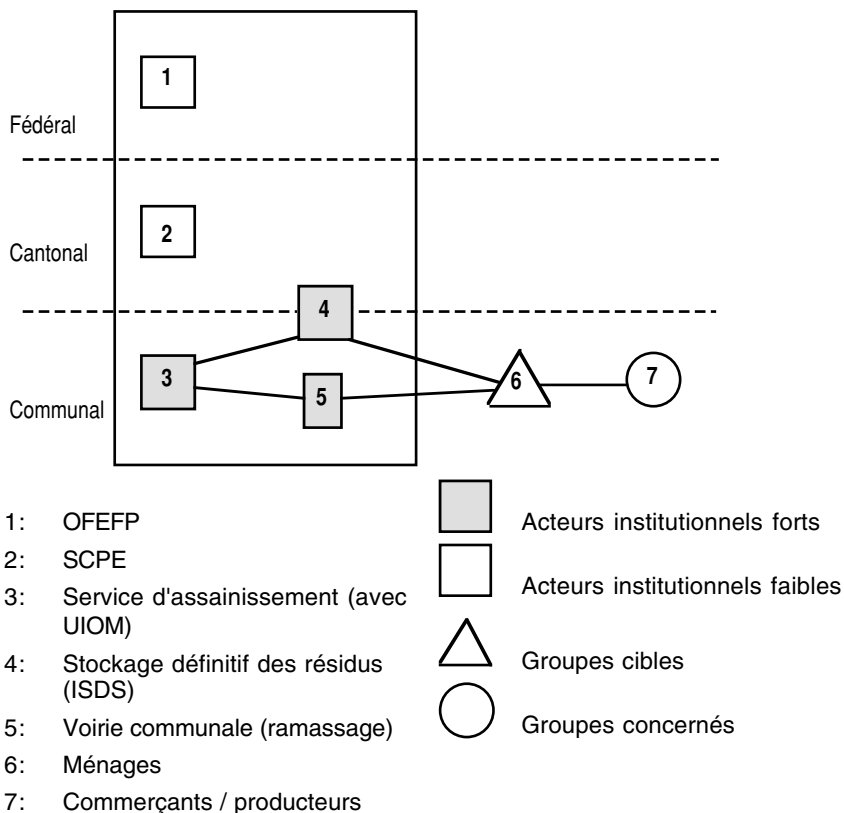 1
Fédéral
2
Cantonal
4
3
5
6
7
Communal
1: OFEFP
2: SCPE
3: Service d'assainissement (avec
UIOM)
4: Stockage définitif des résidus
(ISDS)
5: Voirie communale (ramassage)
6: Ménages
7: Commerçants / producteurs
Acteurs institutionnels forts
Acteurs institutionnels faibles
Groupes cibles
Groupes concernés